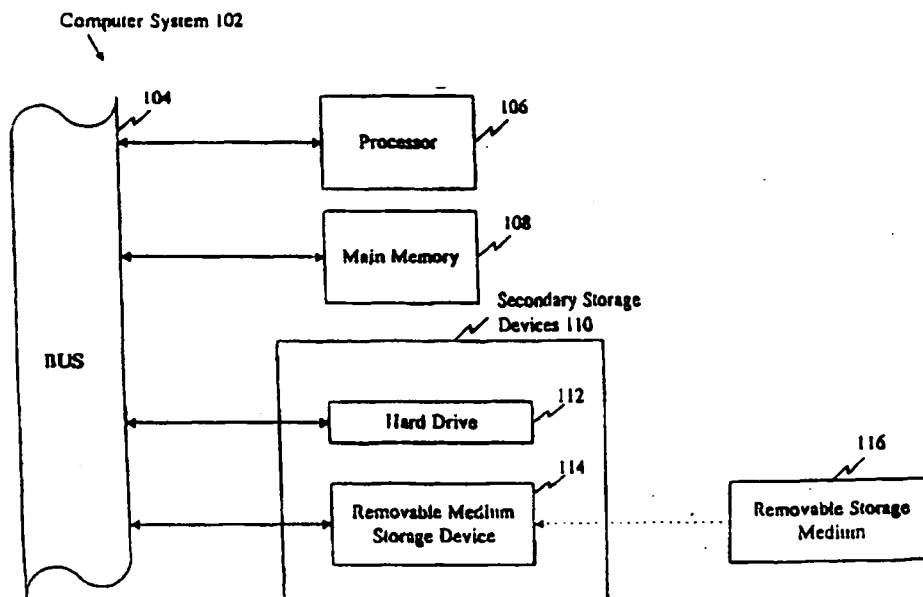 Computer System 102
104
106
Processor
108
Main Memory
Secondary Storage
Devices 110
BUS
112
Hard Drive
114
116
Removable Medium
Storage Device
Removable Storage
Medium